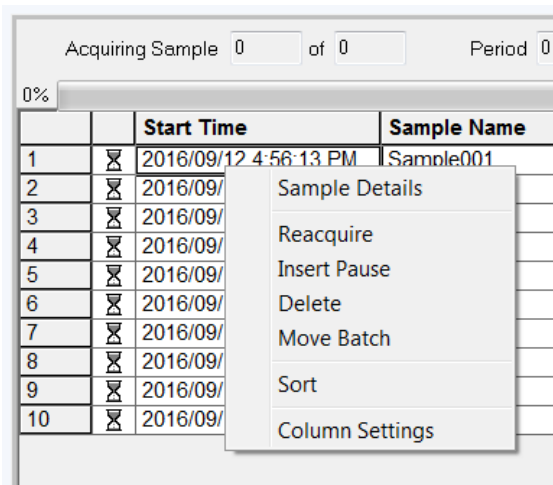 Acquiring Sample 0 of 0 Period 0
0%
Start Time Sample Name
1 2016/09/12 4:56:13 PM Sample001
2 2016/09/
3 2016/09/
4 2016/09/
5 2016/09/
6 2016/09/
7 2016/09/
8 2016/09/
9 2016/09/
10 2016/09/
Sample Details
Reacquire
Insert Pause
Delete
Move Batch
Sort
Column Settings